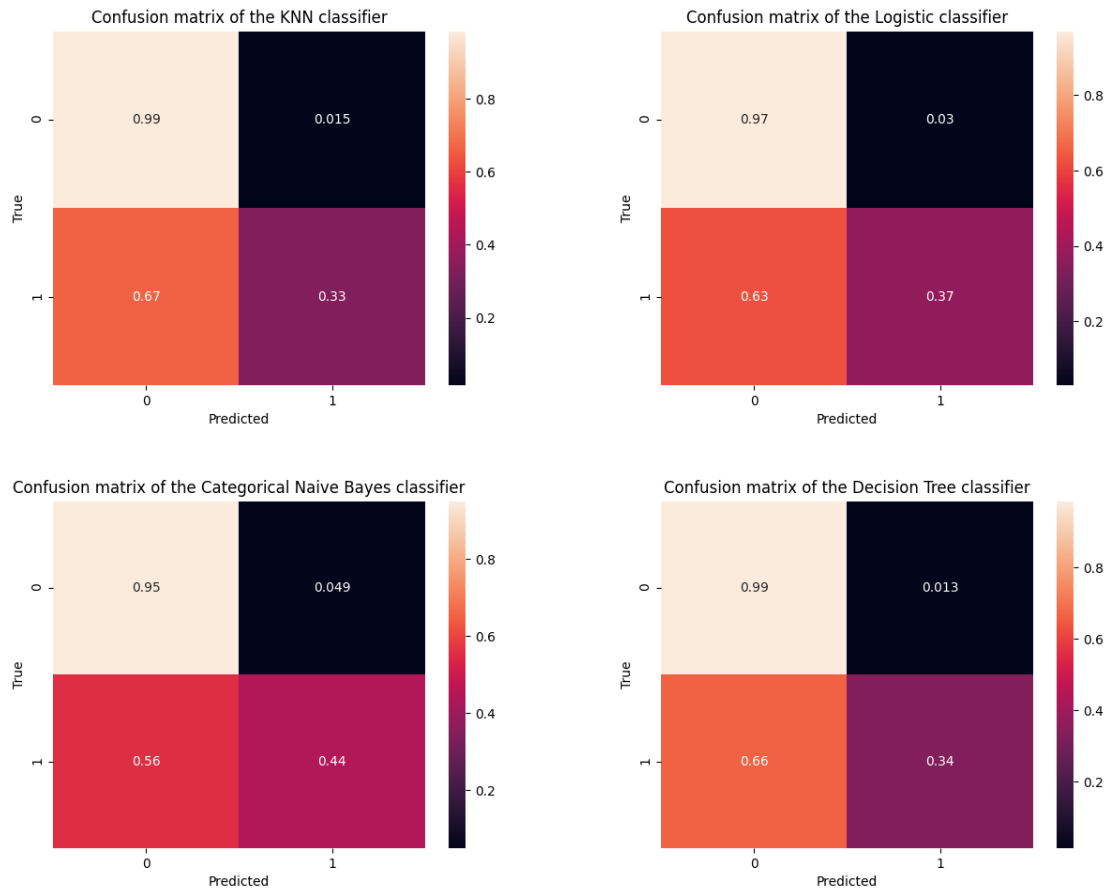 Confusion matrix of the KNN classifier
0.99 0.015
0.67 0.33
0 1
True
0 1
Predicted
0.8
0.6
0.4
0.2
Confusion matrix of the Logistic classifier
0.97 0.03
0.63 0.37
0 1
True
0 1
Predicted
0.8
0.6
0.4
0.2
Confusion matrix of the Categorical Naive Bayes classifier
0.95 0.049
0.56 0.44
0 1
True
0 1
Predicted
0.8
0.6
0.4
0.2
Confusion matrix of the Decision Tree classifier
0.99 0.013
0.66 0.34
0 1
True
0 1
Predicted
0.8
0.6
0.4
0.2